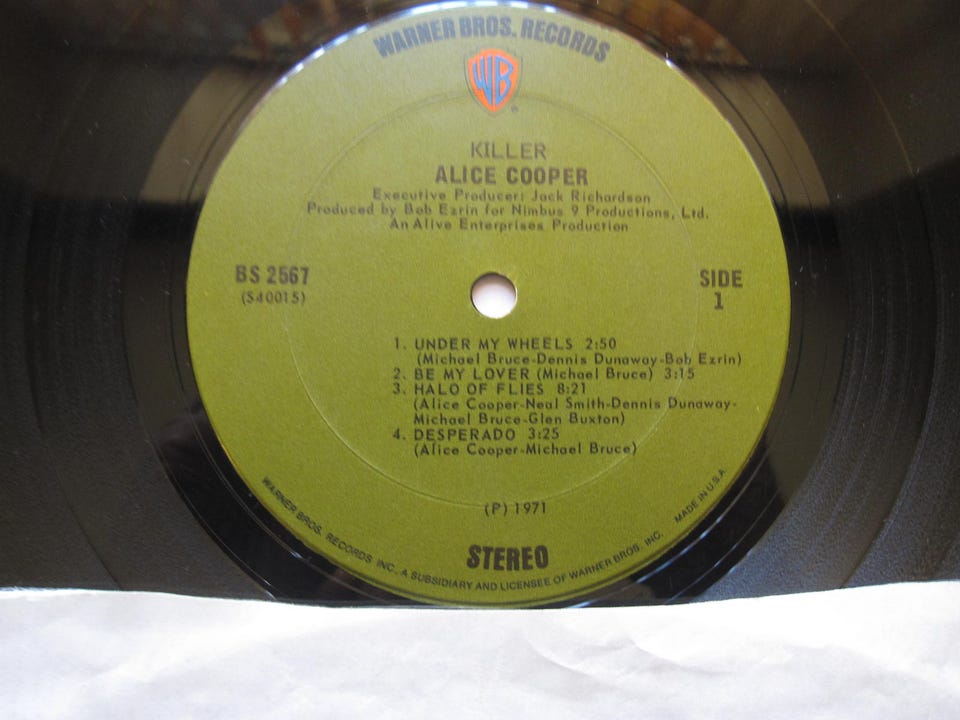 WARNER BROS. RECORDS
WB
KILLER
ALICE COOPER
Executive Producer: Jack Richardson
Produced by Bob Ezrin for Nimbus 9 Productions, Ltd.
An Alive Enterprises Production
BS 2567
(S40015)
SIDE
1
1. UNDER MY WHEELS 2:50
(Michael Bruce-Dennis Dunaway-Bob Ezrin)
2. BE MY LOVER (Michael Bruce) 3:15
3. HALO OF FLIES 8:21
(Alice Cooper-Neal Smith-Dennis Dunaway-
Michael Bruce-Glen Buxton)
4. DESPERADO 3:25
(Alice Cooper-Michael Bruce)
(P) 1971
STEREO
WARNER BROS. RECORDS INC., A SUBSIDIARY AND LICENSEE OF WARNER BROS. INC. MADE IN U.S.A.